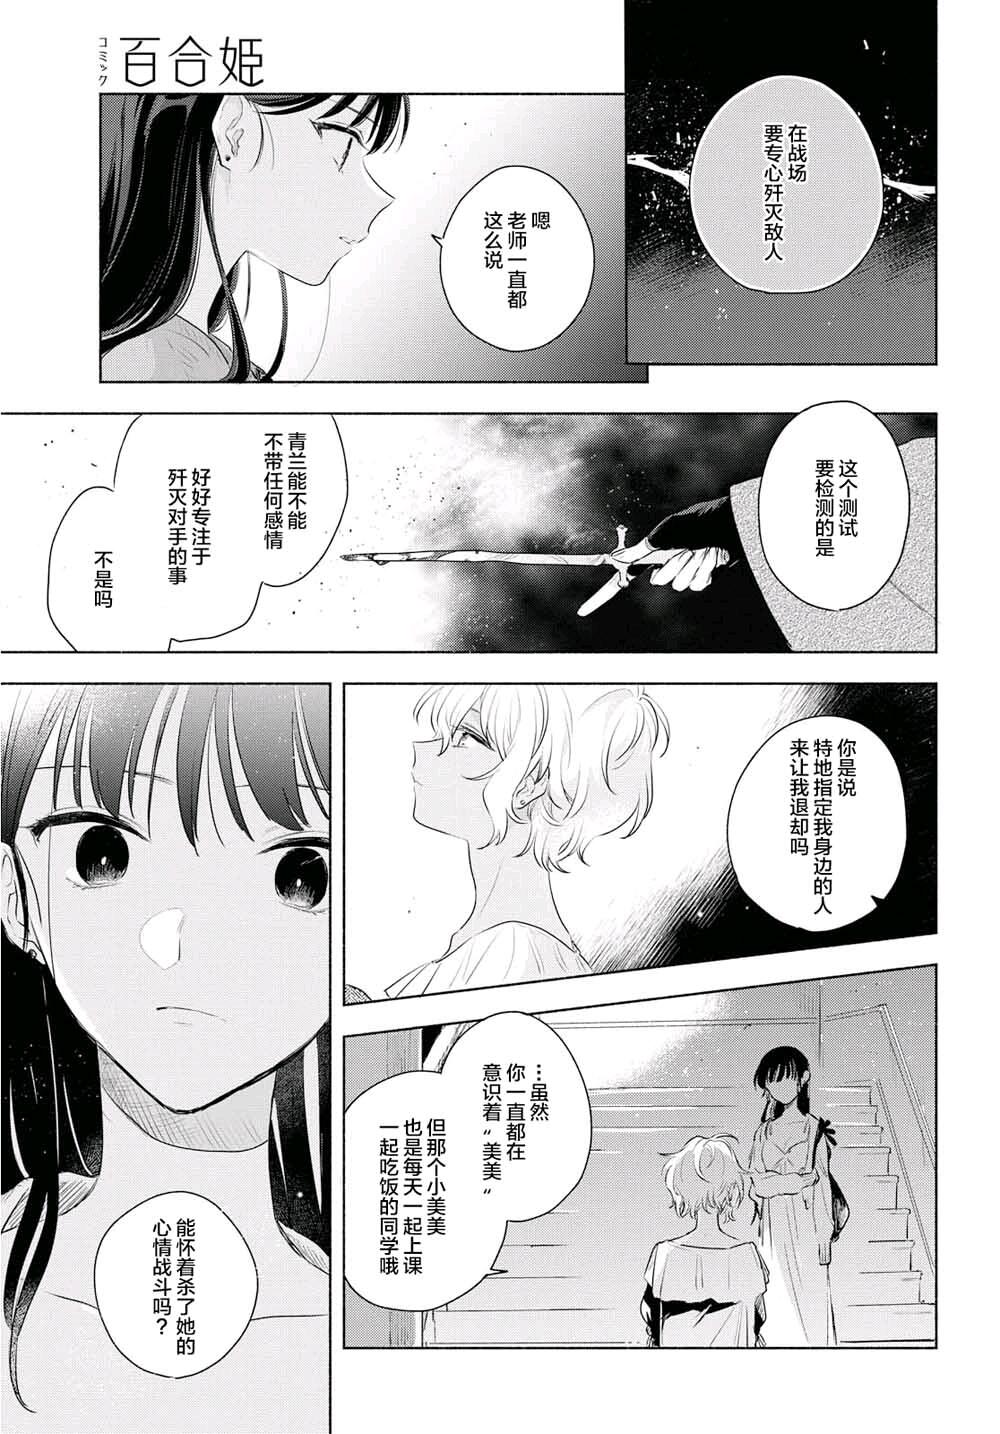 コミック
百合姫
在战场
要专心歼灭敌人
嗯
老师一直都
这么说
这个测试
要检测的是
青兰能不能
不带任何感情
好好专注于
歼灭对手的事
不是吗
你是说
特地指定我身边的人
来让我退却吗
…虽然
你一直都在
意识着“美美”
但那个小美美
也是每天一起上课
一起吃饭的同学哦
能怀着杀了她的
心情战斗吗？